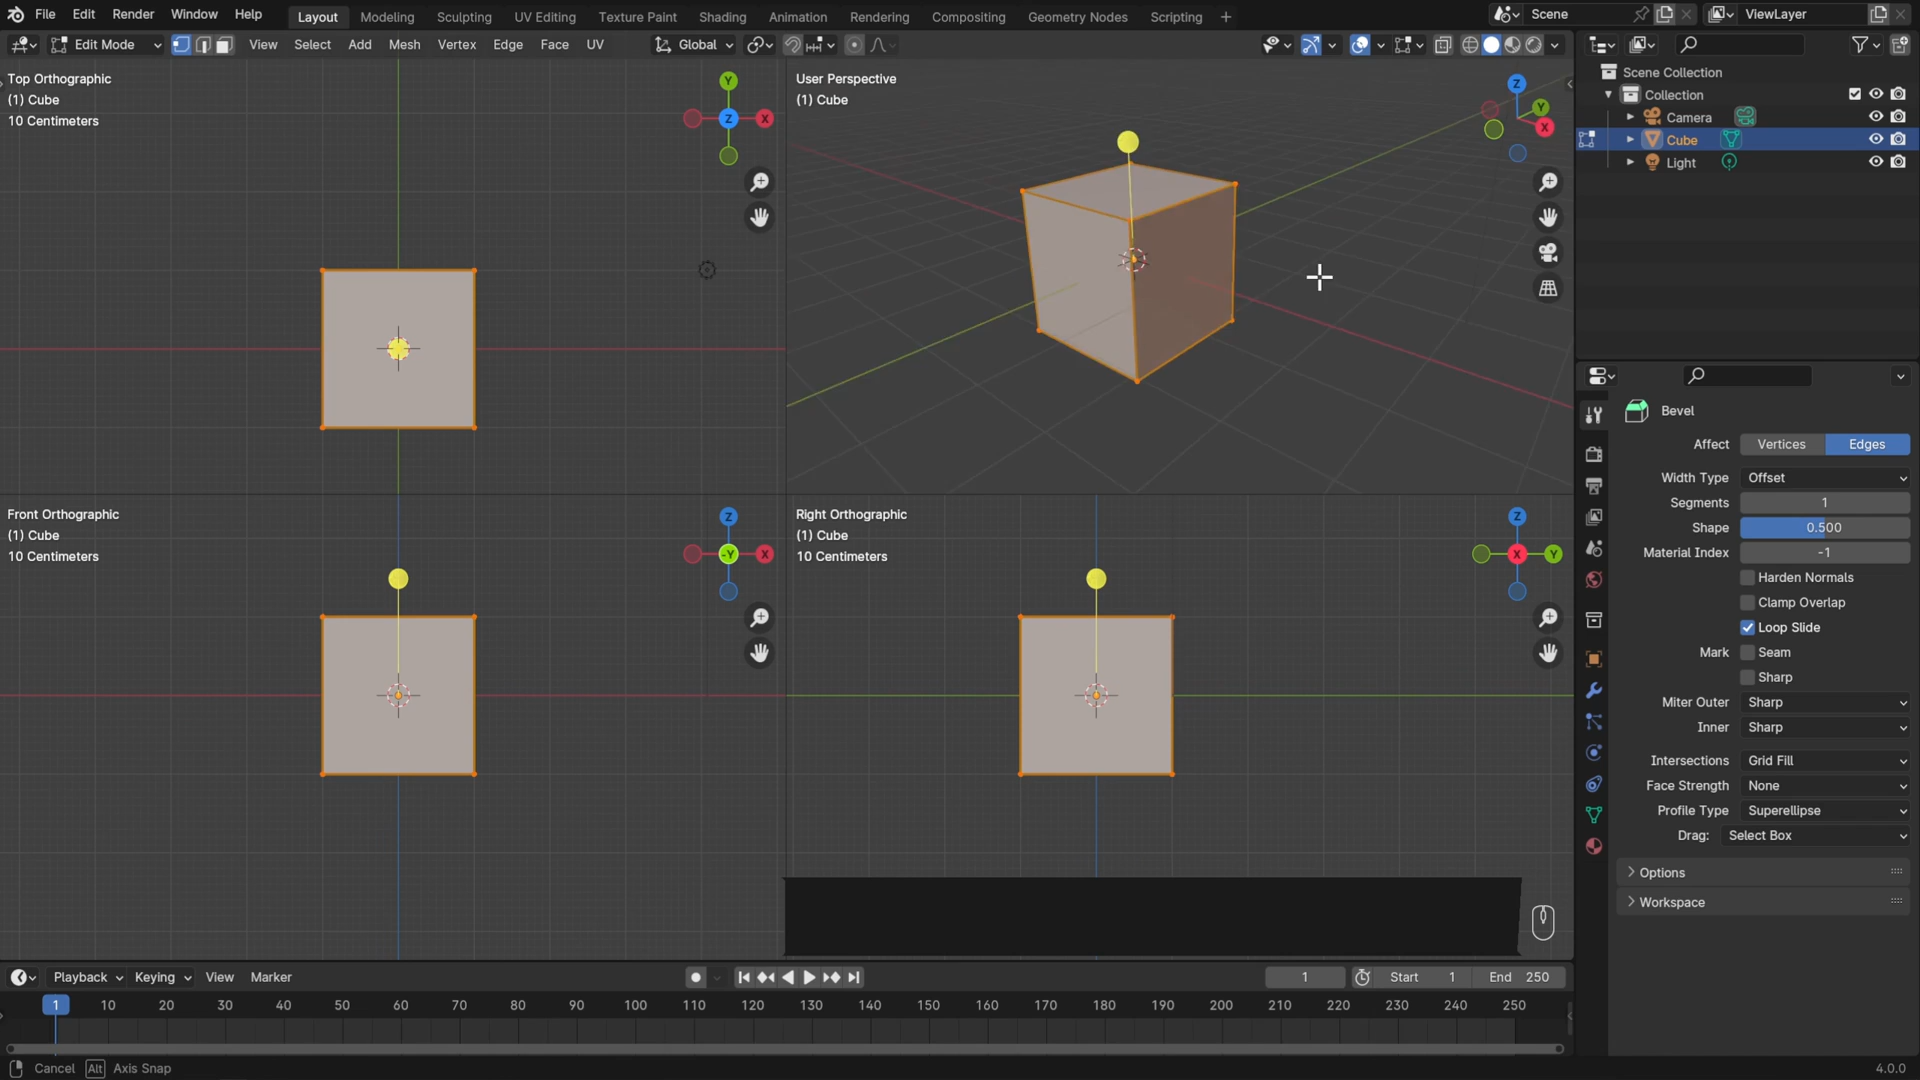 File Edit Render Window Help Layout Modeling Sculpting UV Editing Texture Paint Shading Animation Rendering Compositing Geometry Nodes Scripting + Scene ViewLayer
Edit Mode View Select Add Mesh Vertex Edge Face UV Global
Top Orthographic
(1) Cube
10 Centimeters
Y
X
Z
User Perspective
(1) Cube
Z
Y
X
Front Orthographic
(1) Cube
10 Centimeters
Z
X
-Y
Right Orthographic
(1) Cube
10 Centimeters
Z
X
Y
Scene Collection
Collection
Camera
Cube
Light
Bevel
Affect Vertices Edges
Width Type Offset
Segments 1
Shape 0.500
Material Index -1
Harden Normals
Clamp Overlap
Loop Slide
Mark Seam
Sharp
Miter Outer Sharp
Inner Sharp
Intersections Grid Fill
Face Strength None
Profile Type Superellipse
Drag: Select Box
Options
Workspace
Playback Keying View Marker 1 Start 1 End 250
1 10 20 30 40 50 60 70 80 90 100 110 120 130 140 150 160 170 180 190 200 210 220 230 240 250
Cancel Alt Axis Snap 4.0.0